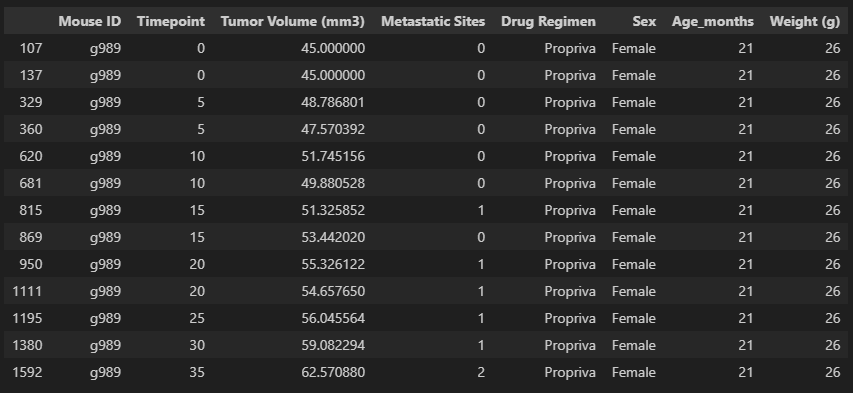 Mouse ID Timepoint Tumor Volume (mm3) Metastatic Sites Drug Regimen Sex Age_months Weight (g)
107 g989 0 45.000000 0 Propriva Female 21 26
137 g989 0 45.000000 0 Propriva Female 21 26
329 g989 5 48.786801 0 Propriva Female 21 26
360 g989 5 47.570392 0 Propriva Female 21 26
620 g989 10 51.745156 0 Propriva Female 21 26
681 g989 10 49.880528 0 Propriva Female 21 26
815 g989 15 51.325852 1 Propriva Female 21 26
869 g989 15 53.442020 0 Propriva Female 21 26
950 g989 20 55.326122 1 Propriva Female 21 26
1111 g989 20 54.657650 1 Propriva Female 21 26
1195 g989 25 56.045564 1 Propriva Female 21 26
1380 g989 30 59.082294 1 Propriva Female 21 26
1592 g989 35 62.570880 2 Propriva Female 21 26